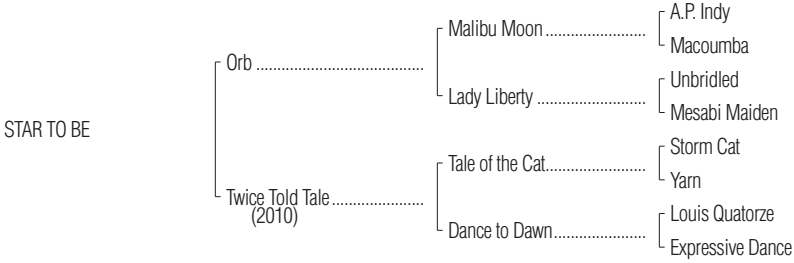 A.P. Indy
Malibu Moon ........................
Macoumba
Orb ........................................
Unbridled
Lady Liberty ..........................
Mesabi Maiden
STAR TO BE
Storm Cat
Tale of the Cat........................
Yarn
Twice Told Tale ......................
(2010)
Louis Quatorze
Dance to Dawn......................
Expressive Dance